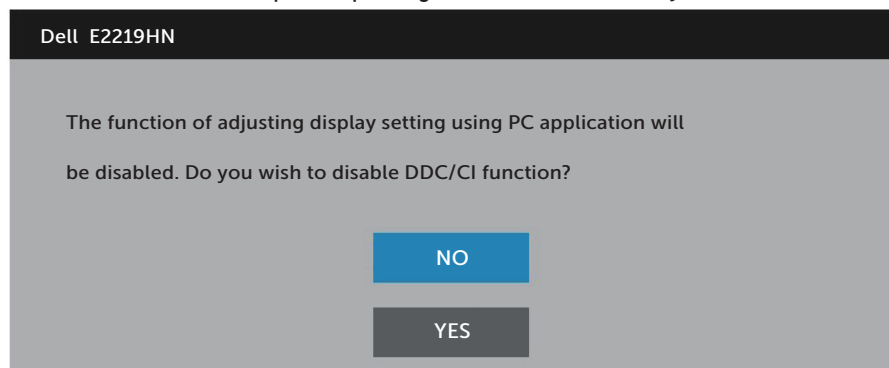 Dell E2219HN
The function of adjusting display setting using PC application will
be disabled. Do you wish to disable DDC/CI function?
NO
YES